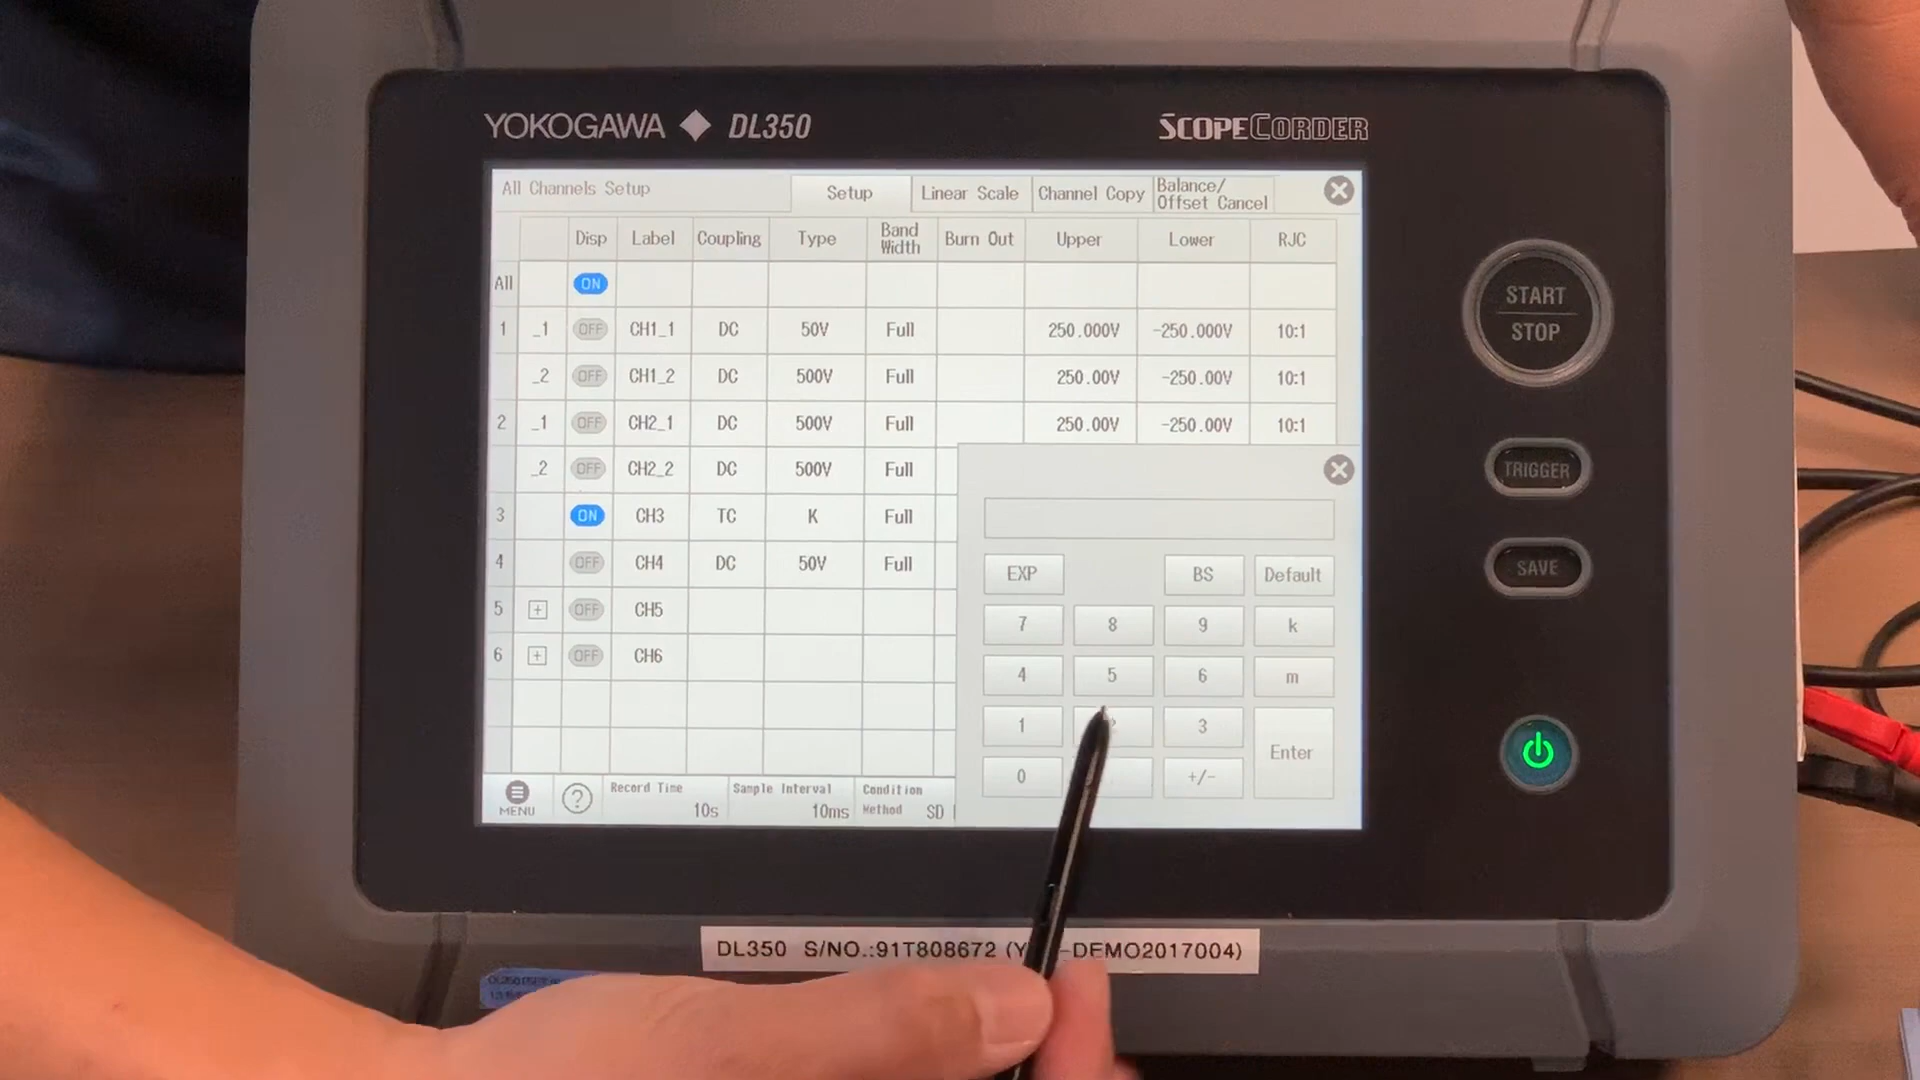 YOKOGAWA ◆ DL350
SCOPECORDER
All Channels Setup
Setup
Linear Scale
Channel Copy
Balance/
Offset Cancel
Disp Label Coupling Type Band Width Burn Out Upper Lower RJC
All ON
1 _1 OFF CH1_1 DC 50V Full 250.000V -250.000V 10:1
_2 OFF CH1_2 DC 500V Full 250.00V -250.00V 10:1
2 _1 OFF CH2_1 DC 500V Full 250.00V -250.00V 10:1
_2 OFF CH2_2 DC 500V Full
3 ON CH3 TC K Full
4 OFF CH4 DC 50V Full
5 + OFF CH5
6 + OFF CH6
EXP BS Default
7 8 9 k
4 5 6 m
1 3 Enter
0 +/-
MENU
?
Record Time
10s
Sample Interval
10ms
Condition
Method SD
START
STOP
TRIGGER
SAVE
DL350 S/NO.:91T808672 (Y -DEMO2017004)